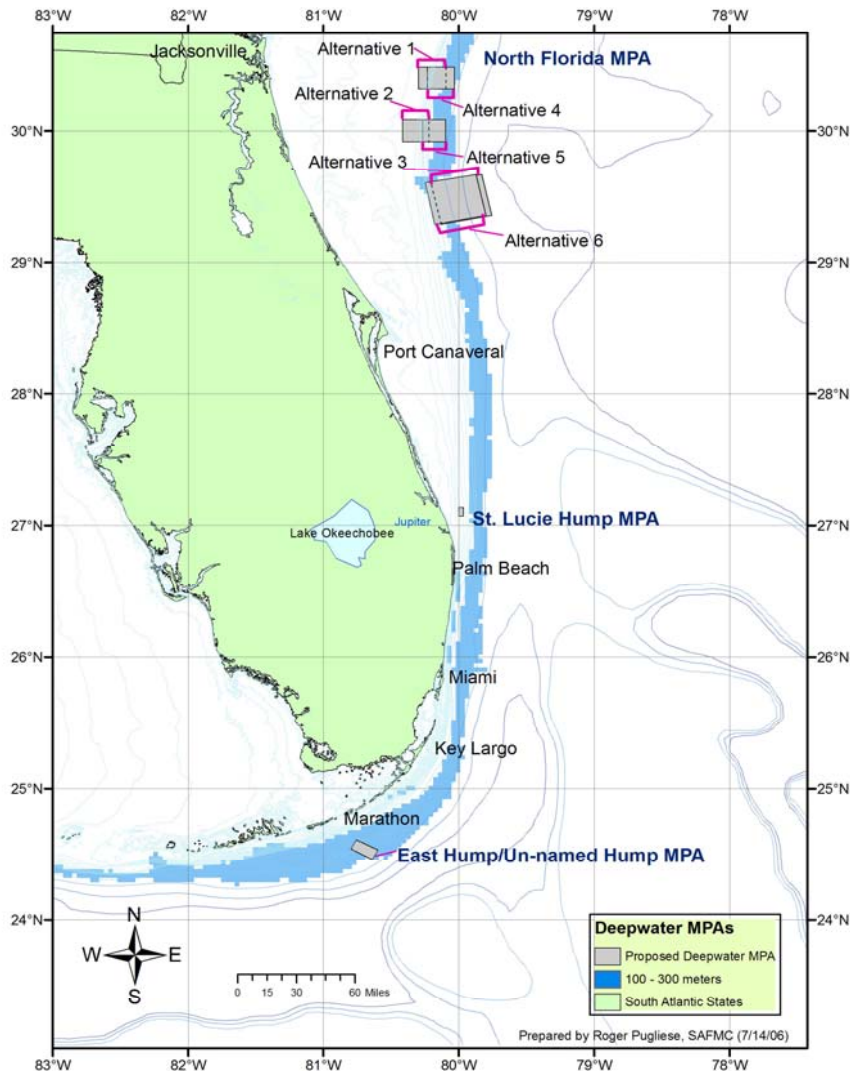 83°W 82°W 81°W 80°W 79°W 78°W
Jacksonville
Alternative 1
North Florida MPA
Alternative 2
Alternative 4
30°N 30°N
Alternative 3
Alternative 5
Alternative 6
29°N 29°N
Port Canaveral
28°N 28°N
27°N 27°N
Jupiter
St. Lucie Hump MPA
Lake Okeechobee
Palm Beach
26°N 26°N
Miami
Key Largo
25°N 25°N
Marathon
East Hump/Un-named Hump MPA
24°N 24°N
N
W E
S
0 15 30 60 Miles
Deepwater MPAs
Proposed Deepwater MPA
100 - 300 meters
South Atlantic States
Prepared by Roger Pugliese, SAFMC (7/14/06)
83°W 82°W 81°W 80°W 79°W 78°W